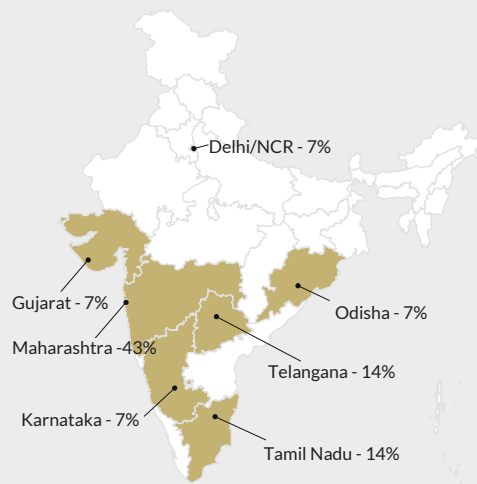 Delhi/NCR - 7%
Gujarat - 7%
Odisha - 7%
Maharashtra -43%
Telangana - 14%
Karnataka - 7%
Tamil Nadu - 14%